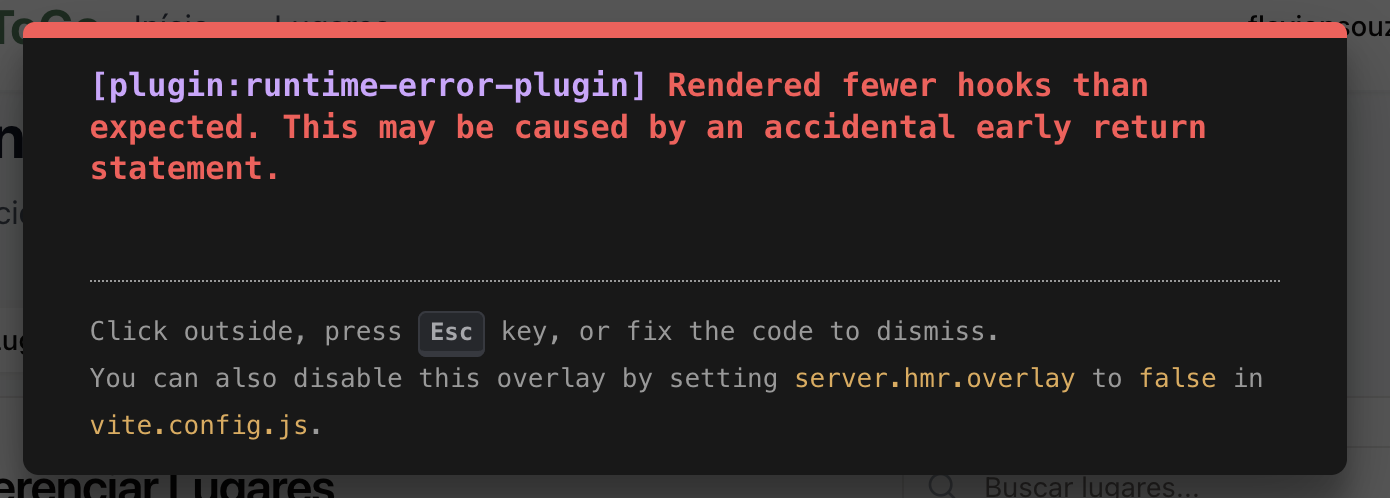 Início Lugares
[plugin:runtime-error-plugin] Rendered fewer hooks than
expected. This may be caused by an accidental early return
statement.
Click outside, press Esc key, or fix the code to dismiss.
You can also disable this overlay by setting server.hmr.overlay to false in
vite.config.js.
erenciar Lugares
Buscar lugares...